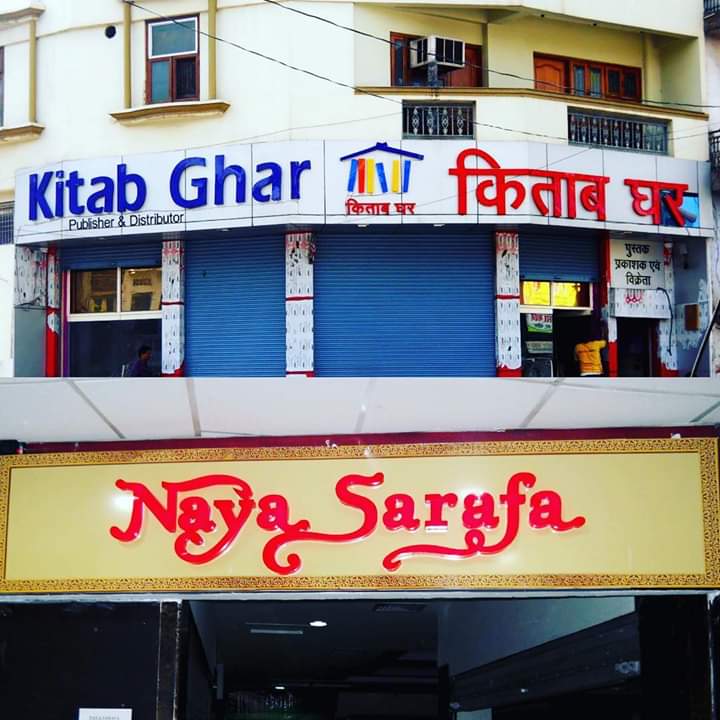 Kitab Ghar
Publisher & Distributor
किताब घर
किताब घर
पुस्तक
प्रकाशक एवं
विक्रेता
Naya Sarafa